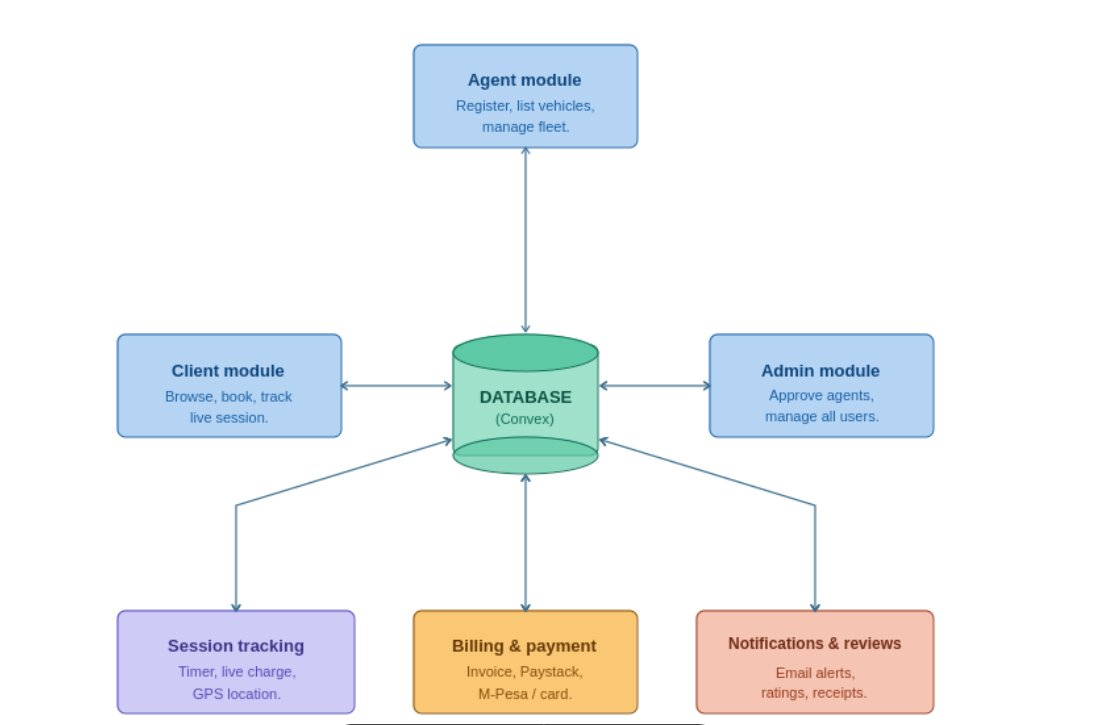 Agent module
Register, list vehicles,
manage fleet.
Client module
Browse, book, track
live session.
DATABASE
(Convex)
Admin module
Approve agents,
manage all users.
Session tracking
Timer, live charge,
GPS location.
Billing & payment
Invoice, Paystack,
M-Pesa / card.
Notifications & reviews
Email alerts,
ratings, receipts.